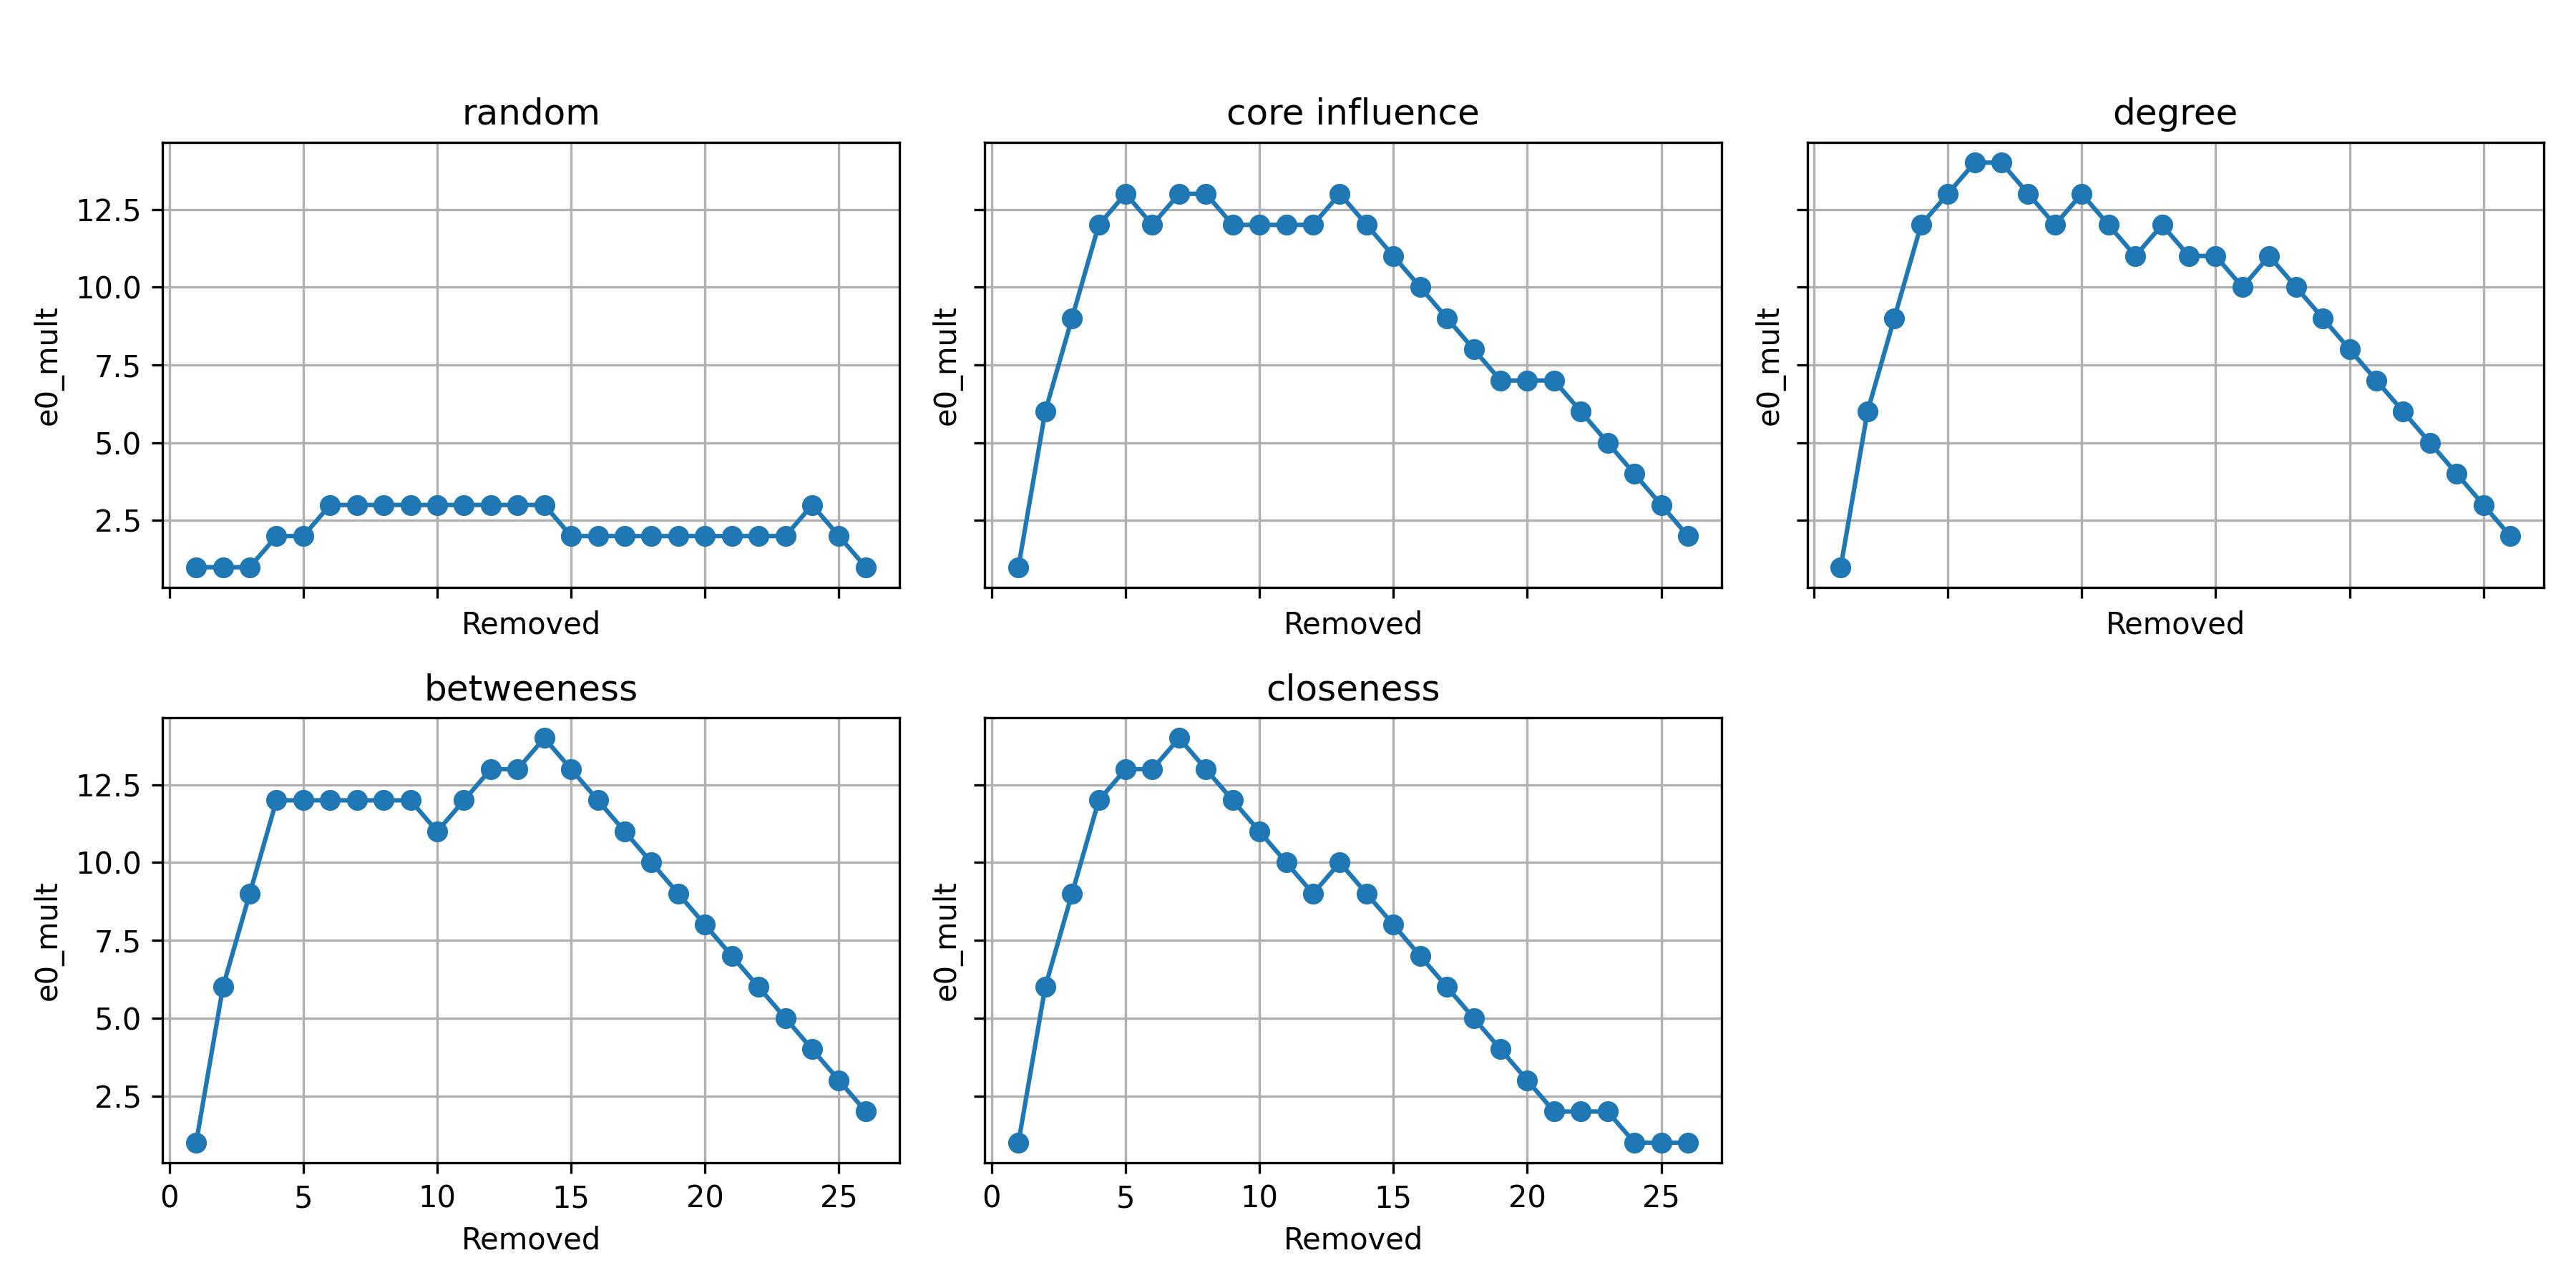 random
core influence
degree
12.5
10.0
7.5
5.0
2.5
e0_mult
e0_mult
e0_mult
Removed
Removed
Removed
betweeness
closeness
12.5
10.0
7.5
5.0
2.5
e0_mult
e0_mult
0 5 10 15 20 25
0 5 10 15 20 25
Removed
Removed